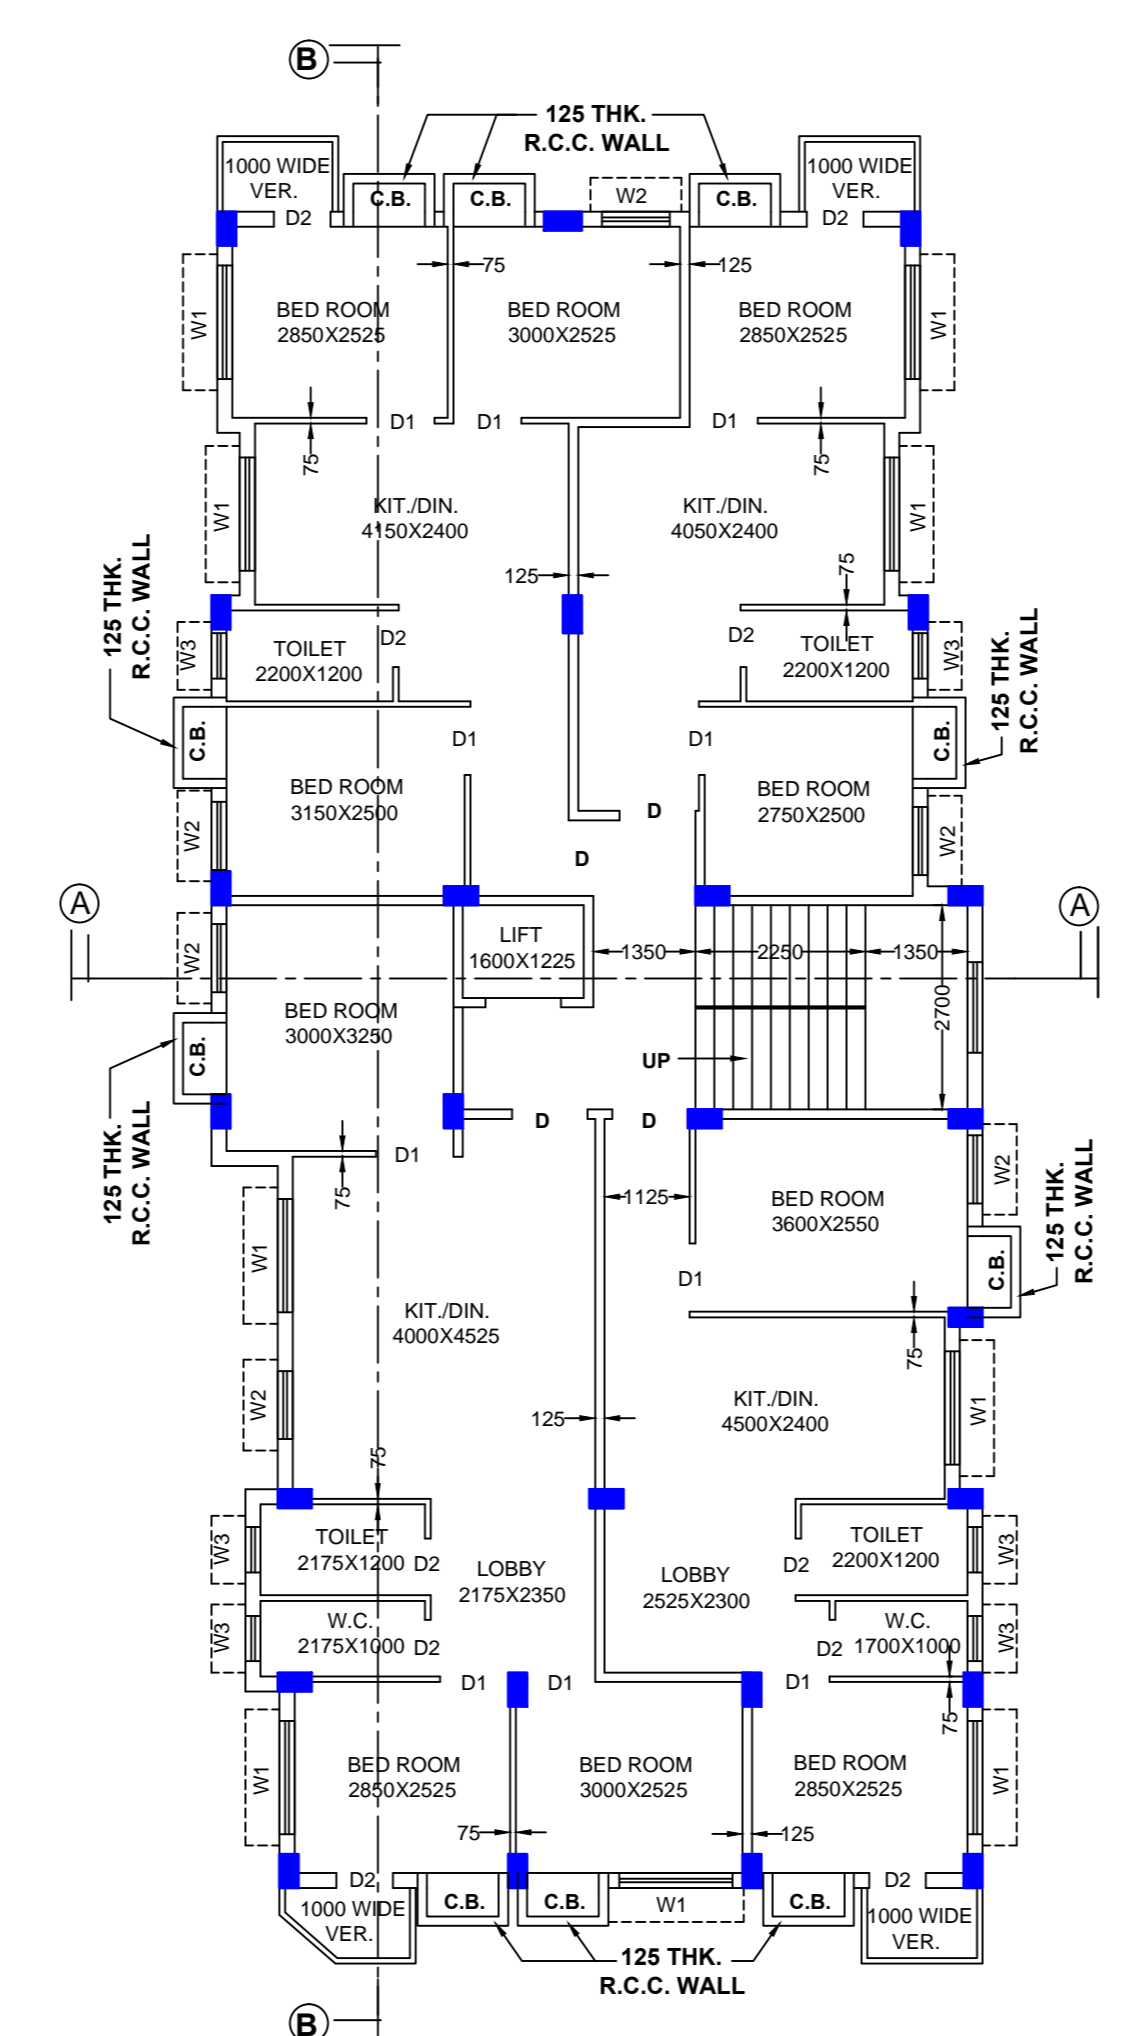 B
125 THK.
R.C.C. WALL
1000 WIDE
VER.
C.B.
C.B.
W2
C.B.
1000 WIDE
VER.
D2
D2
75
125
W1
BED ROOM
2850X2525
BED ROOM
3000X2525
BED ROOM
2850X2525
W1
D1
D1
D1
75
75
W1
KIT./DIN.
4150X2400
KIT./DIN.
4050X2400
W1
125
75
125 THK.
R.C.C. WALL
W3
TOILET
2200X1200
D2
D2
TOILET
2200X1200
W3
125 THK.
R.C.C. WALL
C.B.
D1
D1
C.B.
BED ROOM
3150X2500
BED ROOM
2750X2500
W2
D
D
W2
A
A
W2
LIFT
1600X1225
1350
2250
1350
2700
BED ROOM
3000X3250
C.B.
UP
125 THK.
R.C.C. WALL
D
D
D1
75
1125
BED ROOM
3600X2550
W2
125 THK.
R.C.C. WALL
C.B.
D1
W1
KIT./DIN.
4000X4525
75
W2
125
KIT./DIN.
4500X2400
W1
75
W3
TOILET
2175X1200
D2
LOBBY
2175X2350
LOBBY
2525X2300
D2
TOILET
2200X1200
W3
W3
W.C.
2175X1000
D2
D2
W.C.
1700X1000
W3
D1
D1
D1
75
W1
BED ROOM
2850X2525
BED ROOM
3000X2525
BED ROOM
2850X2525
W1
75
125
D2
D2
1000 WIDE
VER.
C.B.
C.B.
W1
C.B.
1000 WIDE
VER.
125 THK.
R.C.C. WALL
B